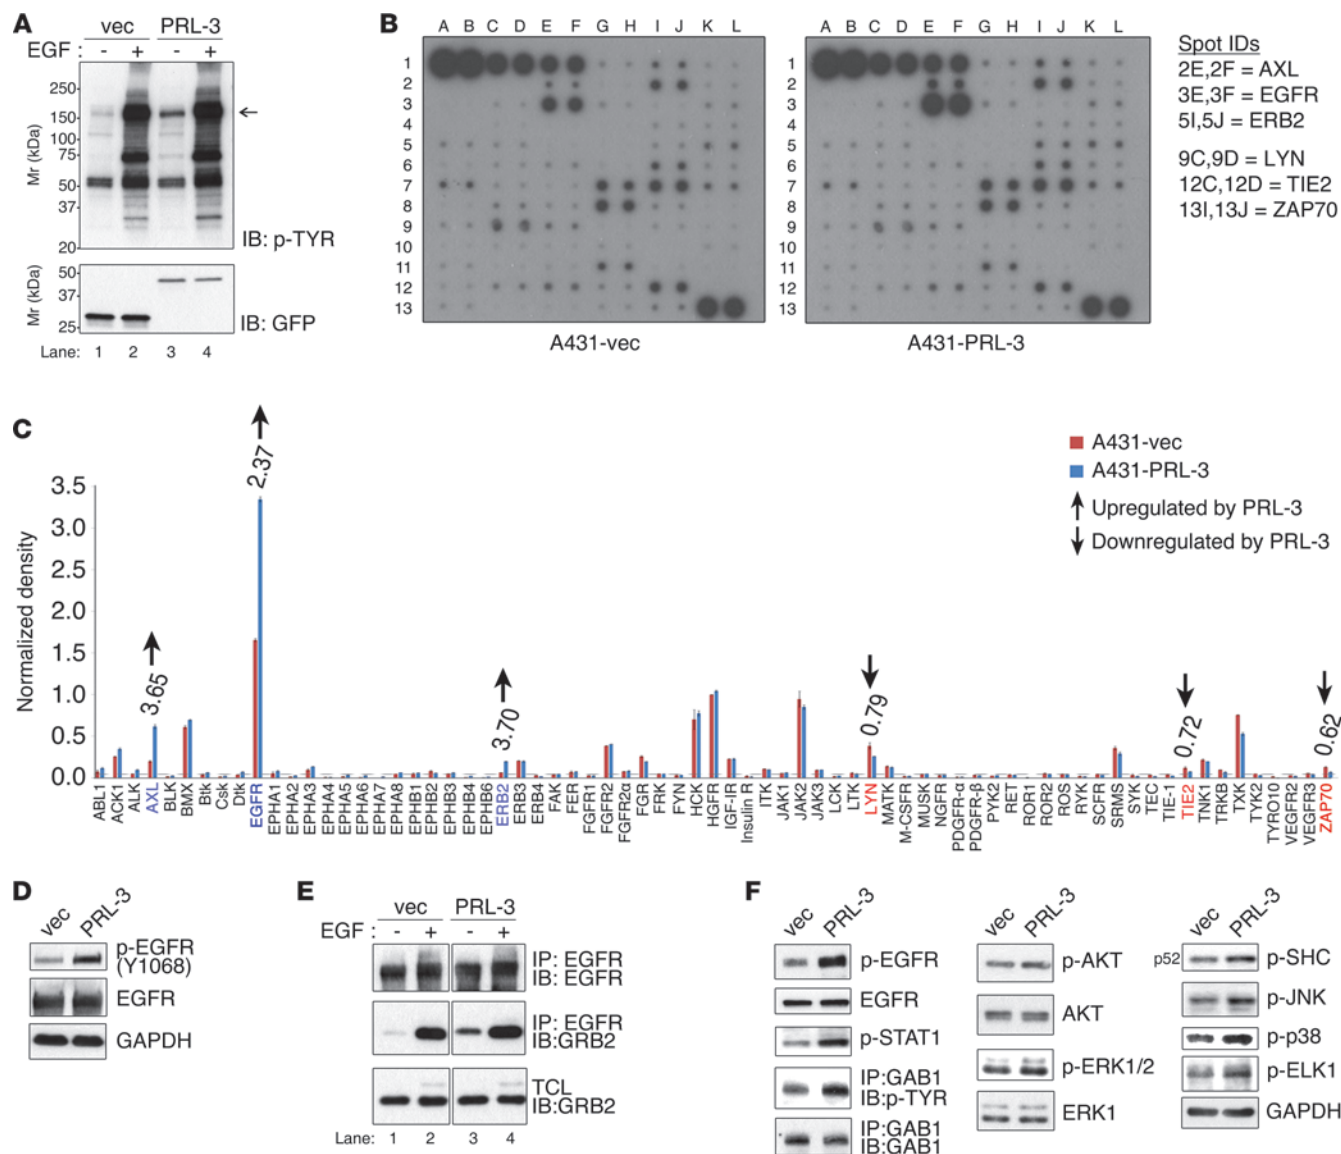 A
vec PRL-3
EGF : - + - +
Mr (kDa)
250
150
100
75
50
37
20
IB: p-TYR
Mr (kDa)
50
37
25
IB: GFP
Lane: 1 2 3 4
B
A B C D E F G H I J K L
1
2
3
4
5
6
7
8
9
10
11
12
13
A431-vec
A B C D E F G H I J K L
1
2
3
4
5
6
7
8
9
10
11
12
13
A431-PRL-3
Spot IDs
2E,2F = AXL
3E,3F = EGFR
5I,5J = ERB2
9C,9D = LYN
12C,12D = TIE2
13I,13J = ZAP70
C
A431-vec
A431-PRL-3
Upregulated by PRL-3
Downregulated by PRL-3
Normalized density
3.5
3.0
2.5
2.0
1.5
1.0
0.5
0.0
3.65
2.37
3.70
0.79
0.72
0.62
ABL1
ACK1
ALK
AXL
BLK
BMX
Btk
Csk
Dtk
EGFR
EPHA1
EPHA2
EPHA3
EPHA4
EPHA5
EPHA6
EPHA7
EPHA8
EPHB1
EPHB2
EPHB3
EPHB4
EPHB6
ERB2
ERB3
ERB4
FAK
FER
FGFR1
FGFR2
FGFR2α
FGR
FRK
FYN
HCK
HGFR
IGF-IR
Insulin R
ITK
JAK1
JAK2
JAK3
LCK
LTK
LYN
MATK
M-CSFR
MUSK
NGFR
PDGFR-α
PDGFR-β
PYK2
RET
ROR1
ROR2
ROS
RYK
SCFR
SRMS
SYK
TEC
TIE-1
TIE2
TNK1
TRKB
TXK
TYK2
TYRO10
VEGFR2
VEGFR3
ZAP70
D
vec PRL-3
p-EGFR
(Y1068)
EGFR
GAPDH
E
vec PRL-3
EGF : - + - +
IP: EGFR
IB: EGFR
IP: EGFR
IB:GRB2
TCL
IB:GRB2
Lane: 1 2 3 4
F
vec PRL-3
p-EGFR
EGFR
p-STAT1
IP:GAB1
IB:p-TYR
IP:GAB1
IB:GAB1
vec PRL-3
p-AKT
AKT
p-ERK1/2
ERK1
vec PRL-3
p52 p-SHC
p-JNK
p-p38
p-ELK1
GAPDH